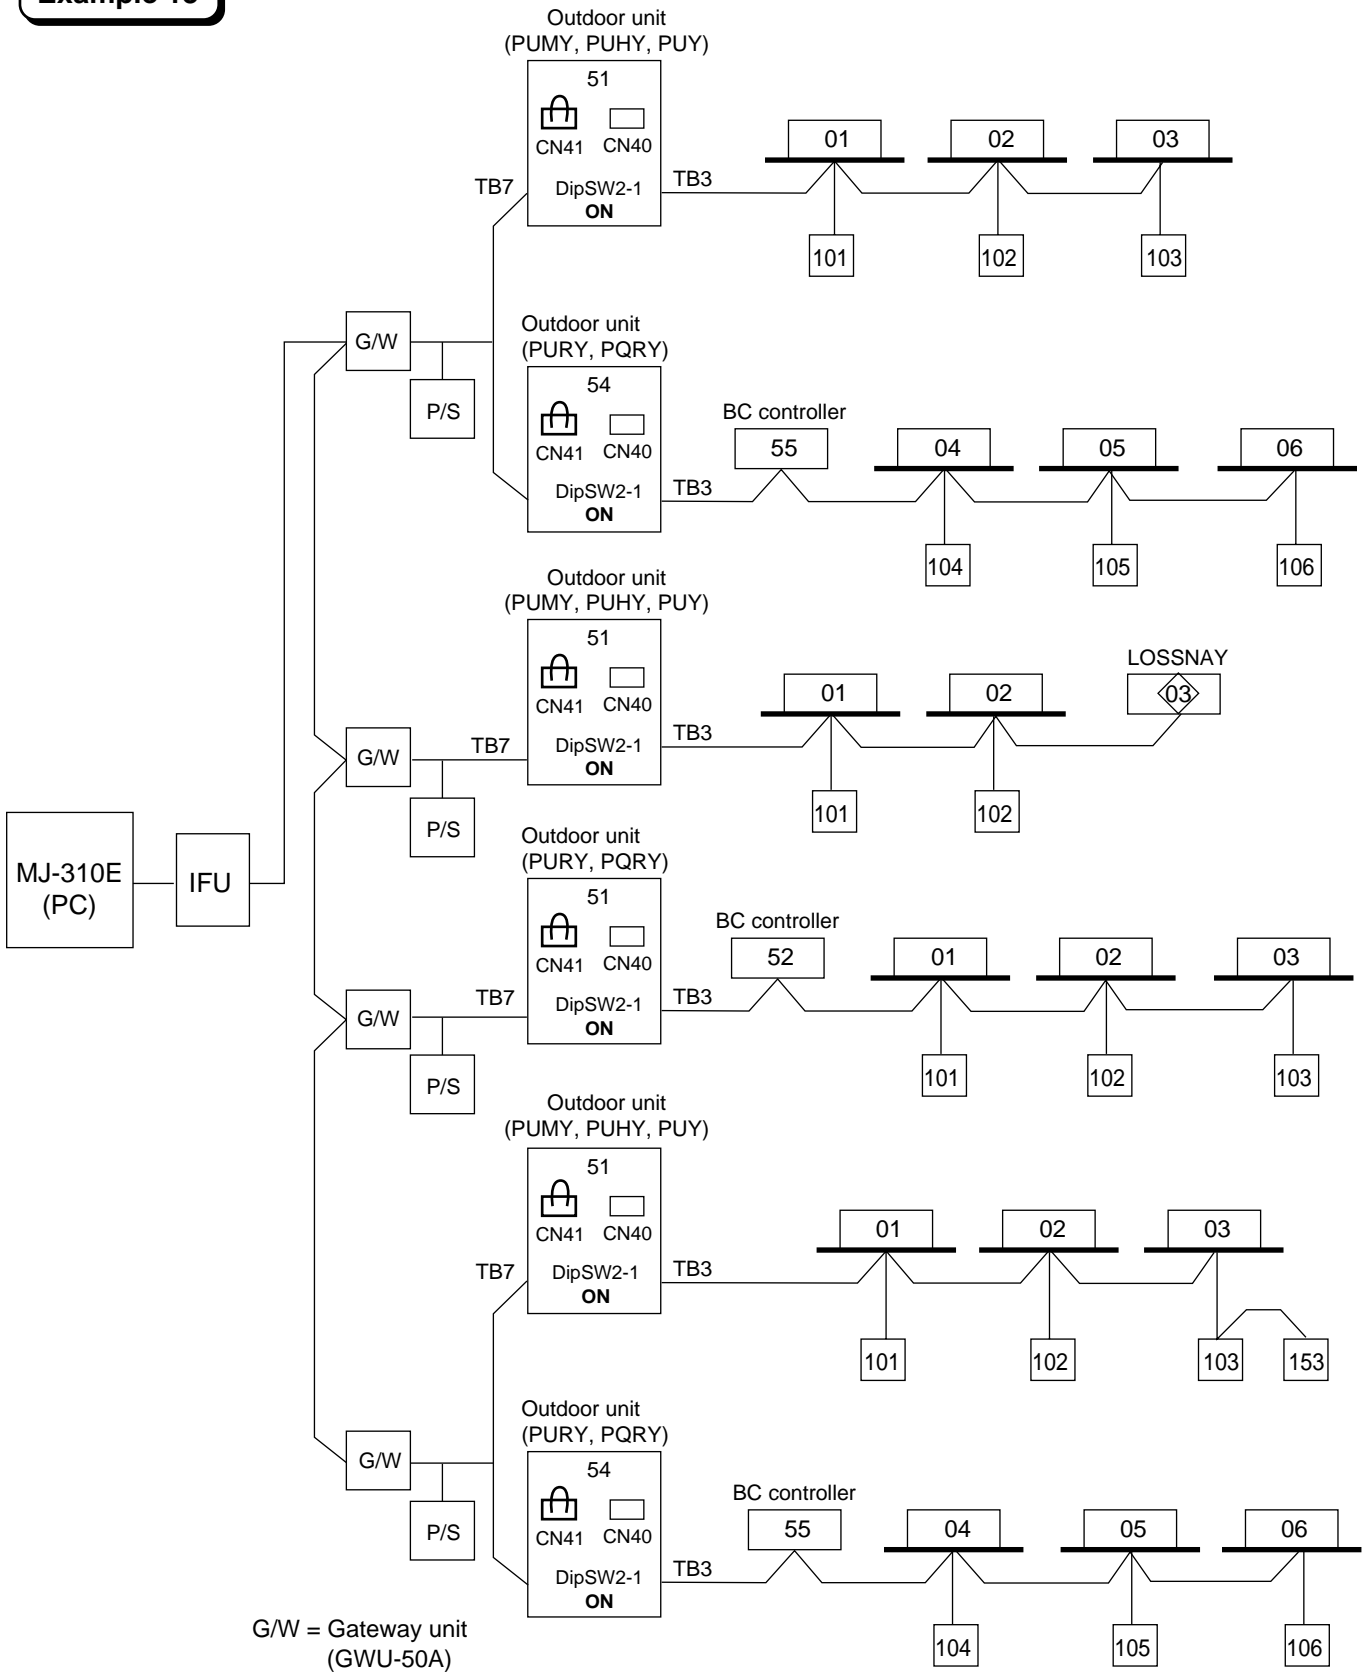 Outdoor unit
(PUMY, PUHY, PUY)
51
CN41 CN40
TB7
DipSW2-1
ON
TB3
01
02
03
101
102
103
G/W
P/S
Outdoor unit
(PURY, PQRY)
54
CN41 CN40
DipSW2-1
ON
TB3
BC controller
55
04
05
06
104
105
106
Outdoor unit
(PUMY, PUHY, PUY)
51
CN41 CN40
G/W
TB7
DipSW2-1
ON
TB3
P/S
01
02
LOSSNAY
03
101
102
MJ-310E
(PC)
IFU
Outdoor unit
(PURY, PQRY)
51
CN41 CN40
G/W
TB7
DipSW2-1
ON
TB3
P/S
BC controller
52
01
02
03
101
102
103
Outdoor unit
(PUMY, PUHY, PUY)
51
CN41 CN40
TB7
DipSW2-1
ON
TB3
01
02
03
101
102
103
153
G/W
P/S
Outdoor unit
(PURY, PQRY)
54
CN41 CN40
DipSW2-1
ON
TB3
BC controller
55
04
05
06
104
105
106
G/W = Gateway unit
(GWU-50A)